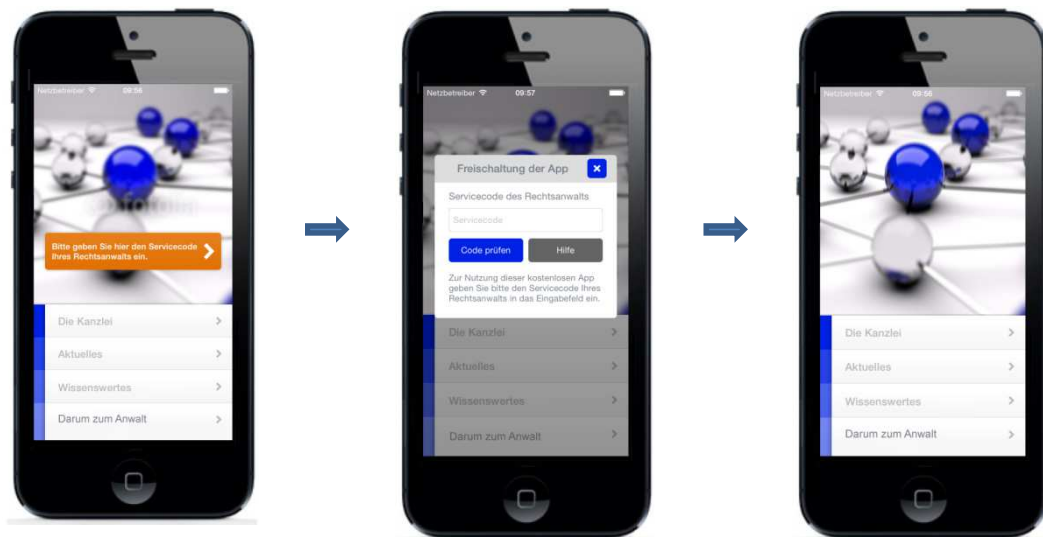 Netzbetreiber 09:56
Bitte geben Sie hier den Servicecode
Ihres Rechtsanwalts ein.
Die Kanzlei
Aktuelles
Wissenswertes
Darum zum Anwalt
Netzbetreiber 09:57
Freischaltung der App
Servicecode des Rechtsanwalts
Servicecode
Code prüfen Hilfe
Zur Nutzung dieser kostenlosen App
geben Sie bitte den Servicecode Ihres
Rechtsanwalts in das Eingabefeld ein.
Die Kanzlei
Aktuelles
Wissenswertes
Darum zum Anwalt
Netzbetreiber 09:56
Die Kanzlei
Aktuelles
Wissenswertes
Darum zum Anwalt